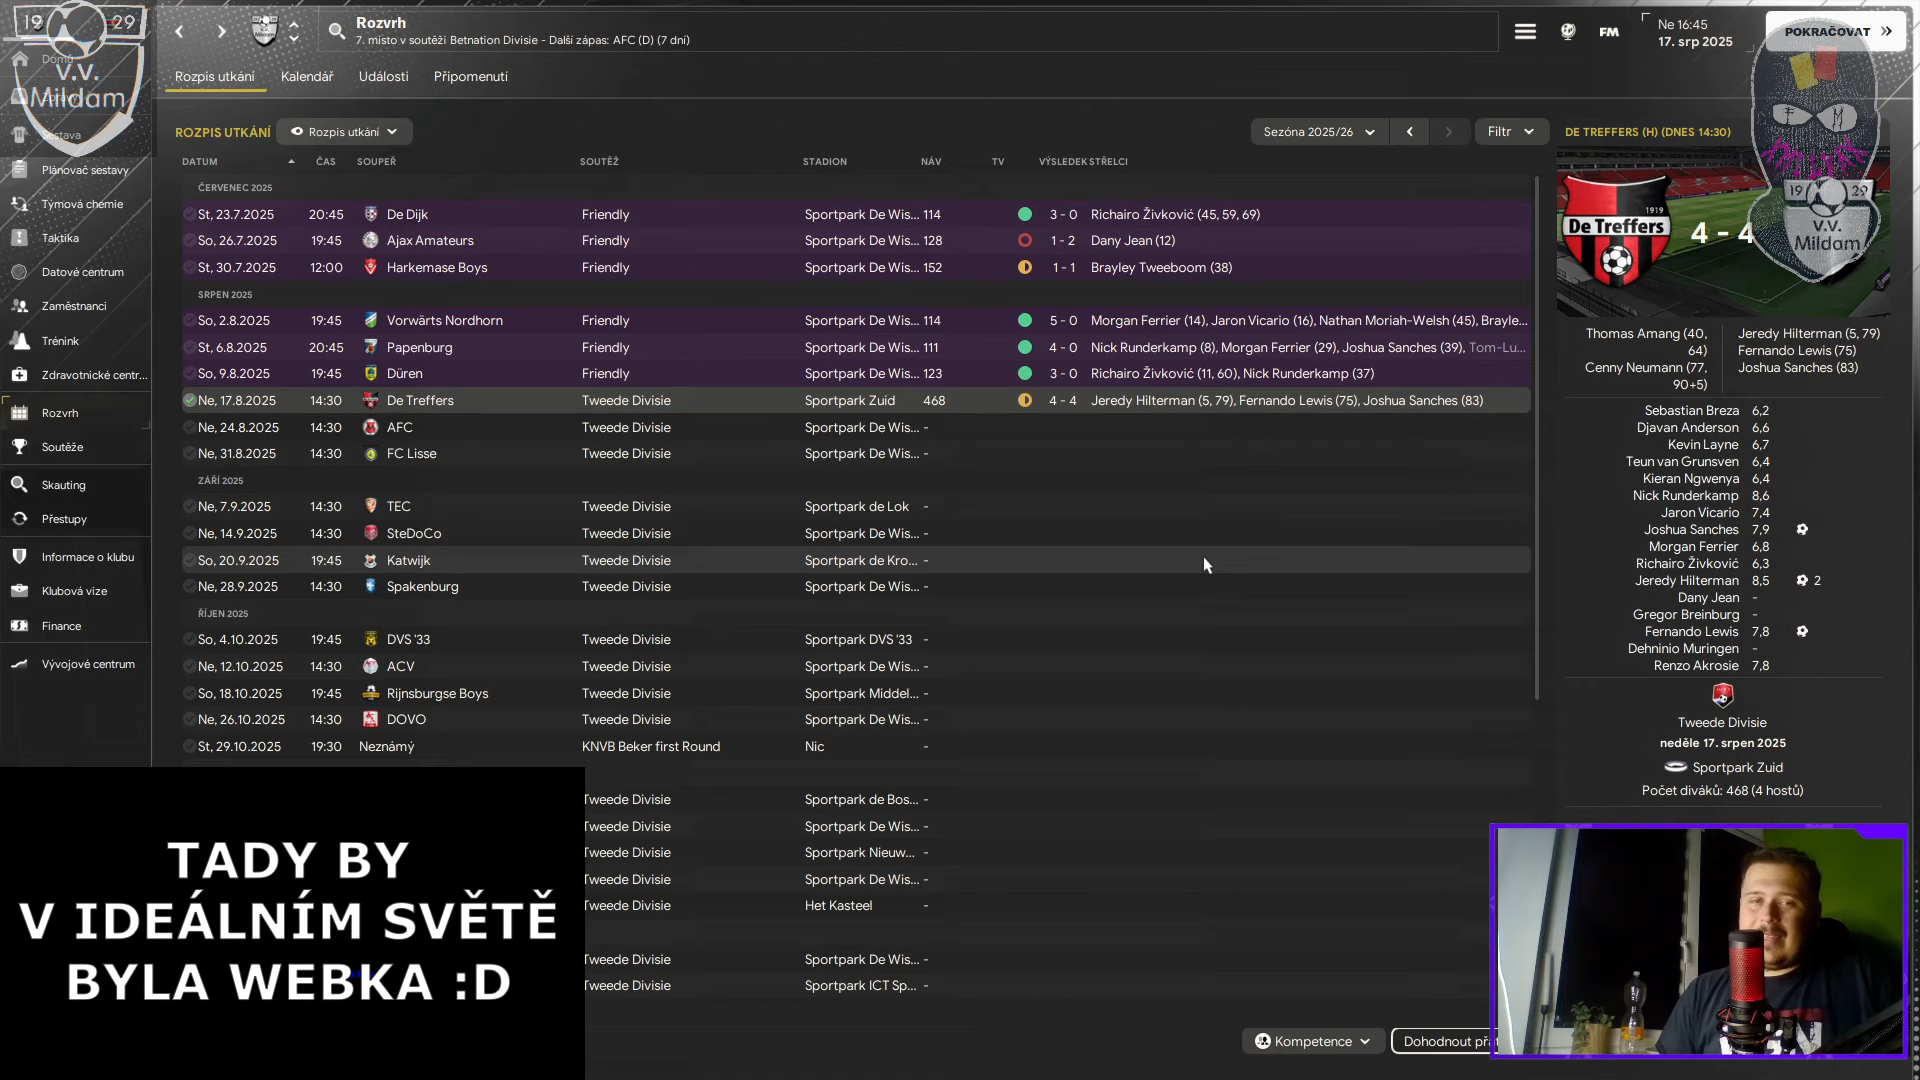 19 29
V.V.
Mildam
Rozvrh
7. místo v soutěži Betnation Divisie - Další zápas: AFC (D) (7 dní)
FM
Ne 16:45
17. srp 2025
POKRAČOVAT
Rozpis utkání Kalendář Události Připomenutí
Domů
Sestava
Plánovač sestavy
Týmová chemie
Taktika
Datové centrum
Zaměstnanci
Trénink
Zdravotnické centr...
Rozvrh
Soutěže
Skauting
Přestupy
Informace o klubu
Klubová vize
Finance
Vývojové centrum
ROZPIS UTKÁNÍ Rozpis utkání Sezóna 2025/26 Filtr
DATUM ČAS SOUPEŘ SOUTĚŽ STADION NÁV TV VÝSLEDEK STŘELCI
ČERVENEC 2025
St, 23.7.2025 20:45 De Dijk Friendly Sportpark De Wis... 114 3 - 0 Richairo Živković (45, 59, 69)
So, 26.7.2025 19:45 Ajax Amateurs Friendly Sportpark De Wis... 128 1 - 2 Dany Jean (12)
St, 30.7.2025 12:00 Harkemase Boys Friendly Sportpark De Wis... 152 1 - 1 Brayley Tweeboom (38)
SRPEN 2025
So, 2.8.2025 19:45 Vorwärts Nordhorn Friendly Sportpark De Wis... 114 5 - 0 Morgan Ferrier (14), Jaron Vicario (16), Nathan Moriah-Welsh (45), Brayle...
St, 6.8.2025 20:45 Papenburg Friendly Sportpark De Wis... 111 4 - 0 Nick Runderkamp (8), Morgan Ferrier (29), Joshua Sanches (39), Tom-Lu...
So, 9.8.2025 19:45 Düren Friendly Sportpark De Wis... 123 3 - 0 Richairo Živković (11, 60), Nick Runderkamp (37)
Ne, 17.8.2025 14:30 De Treffers Tweede Divisie Sportpark Zuid 468 4 - 4 Jeredy Hilterman (5, 79), Fernando Lewis (75), Joshua Sanches (83)
Ne, 24.8.2025 14:30 AFC Tweede Divisie Sportpark De Wis... -
Ne, 31.8.2025 14:30 FC Lisse Tweede Divisie Sportpark De Wis... -
ZÁŘÍ 2025
Ne, 7.9.2025 14:30 TEC Tweede Divisie Sportpark de Lok -
Ne, 14.9.2025 14:30 SteDoCo Tweede Divisie Sportpark De Wis... -
So, 20.9.2025 19:45 Katwijk Tweede Divisie Sportpark de Kro... -
Ne, 28.9.2025 14:30 Spakenburg Tweede Divisie Sportpark De Wis... -
ŘÍJEN 2025
So, 4.10.2025 19:45 DVS '33 Tweede Divisie Sportpark DVS '33 -
Ne, 12.10.2025 14:30 ACV Tweede Divisie Sportpark De Wis... -
So, 18.10.2025 19:45 Rijnsburgse Boys Tweede Divisie Sportpark Middel... -
Ne, 26.10.2025 14:30 DOVO Tweede Divisie Sportpark De Wis... -
St, 29.10.2025 19:30 Neznámý KNVB Beker first Round Nic -
Tweede Divisie Sportpark de Bos... -
Tweede Divisie Sportpark De Wis... -
Tweede Divisie Sportpark Nieuw... -
Tweede Divisie Sportpark De Wis... -
Tweede Divisie Het Kasteel -
Tweede Divisie Sportpark De Wis... -
Tweede Divisie Sportpark ICT Sp... -
Kompetence Dohodnout přát
TADY BY
V IDEÁLNÍM SVĚTĚ
BYLA WEBKA :D
DE TREFFERS (H) (DNES 14:30)
1919
De Treffers
4 - 4
19 29
V.V.
Mildam
Thomas Amang (40,
64)
Cenny Neumann (77,
90+5)
Jeredy Hilterman (5, 79)
Fernando Lewis (75)
Joshua Sanches (83)
Sebastian Breza 6,2
Djavan Anderson 6,6
Kevin Layne 6,7
Teun van Grunsven 6,4
Kieran Ngwenya 6,4
Nick Runderkamp 8,6
Jaron Vicario 7,4
Joshua Sanches 7,9
Morgan Ferrier 6,8
Richairo Živković 6,3
Jeredy Hilterman 8,5 2
Dany Jean -
Gregor Breinburg -
Fernando Lewis 7,8
Dehninio Muringen -
Renzo Akrosie 7,8
Tweede Divisie
neděle 17. srpen 2025
Sportpark Zuid
Počet diváků: 468 (4 hostů)